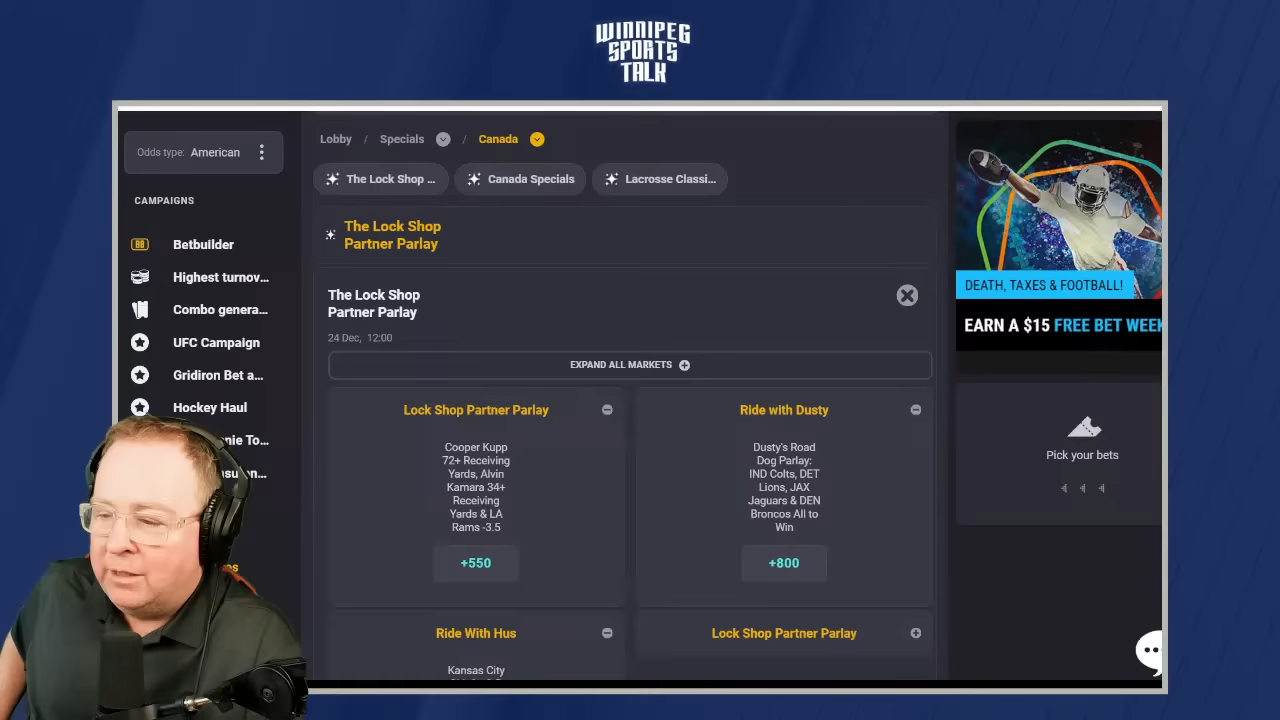 WINNIPEG
SPORTS
TALK
Odds type: American
Lobby / Specials / Canada
The Lock Shop ...
Canada Specials
Lacrosse Classi...
CAMPAIGNS
Betbuilder
Highest turnov...
Combo genera...
UFC Campaign
Gridiron Bet a...
Hockey Haul
The Lock Shop
Partner Parlay
The Lock Shop
Partner Parlay
24 Dec, 12:00
EXPAND ALL MARKETS
Lock Shop Partner Parlay
Cooper Kupp
72+ Receiving
Yards, Alvin
Kamara 34+
Receiving
Yards & LA
Rams -3.5
+550
Ride with Dusty
Dusty's Road
Dog Parlay:
IND Colts, DET
Lions, JAX
Jaguars & DEN
Broncos All to
Win
+800
Ride With Hus
Kansas City
Lock Shop Partner Parlay
DEATH, TAXES & FOOTBALL!
EARN A $15 FREE BET WEEK
Pick your bets